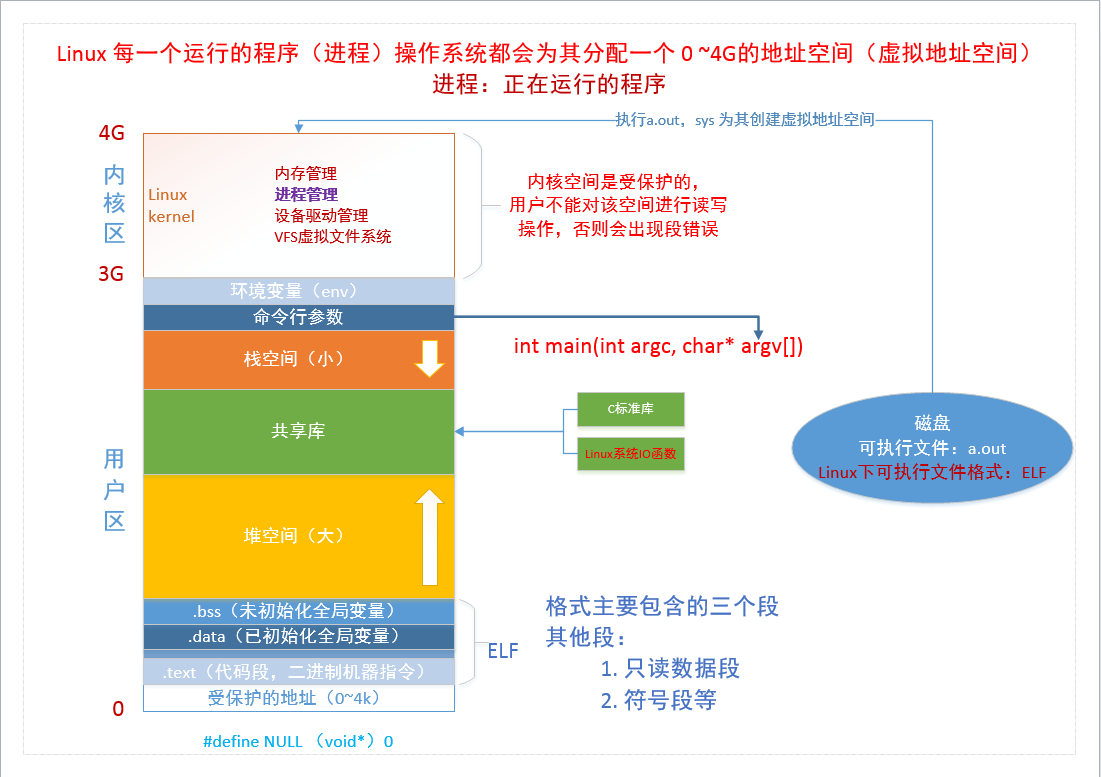 Linux 每一个运行的程序（进程）操作系统都会为其分配一个 0 ~4G的地址空间（虚拟地址空间）
进程：正在运行的程序
执行a.out，sys 为其创建虚拟地址空间
4G
内核区
Linux
kernel
内存管理
进程管理
设备驱动管理
VFS虚拟文件系统
内核空间是受保护的，
用户不能对该空间进行读写
操作，否则会出现段错误
3G
环境变量（env）
命令行参数
int main(int argc, char* argv[])
栈空间（小）
共享库
C标准库
Linux系统IO函数
磁盘
可执行文件：a.out
Linux下可执行文件格式：ELF
用户区
堆空间（大）
.bss（未初始化全局变量）
.data（已初始化全局变量）
.text（代码段，二进制机器指令）
ELF
格式主要包含的三个段
其他段：
1. 只读数据段
2. 符号段等
受保护的地址（0~4k）
0
#define NULL （void*）0